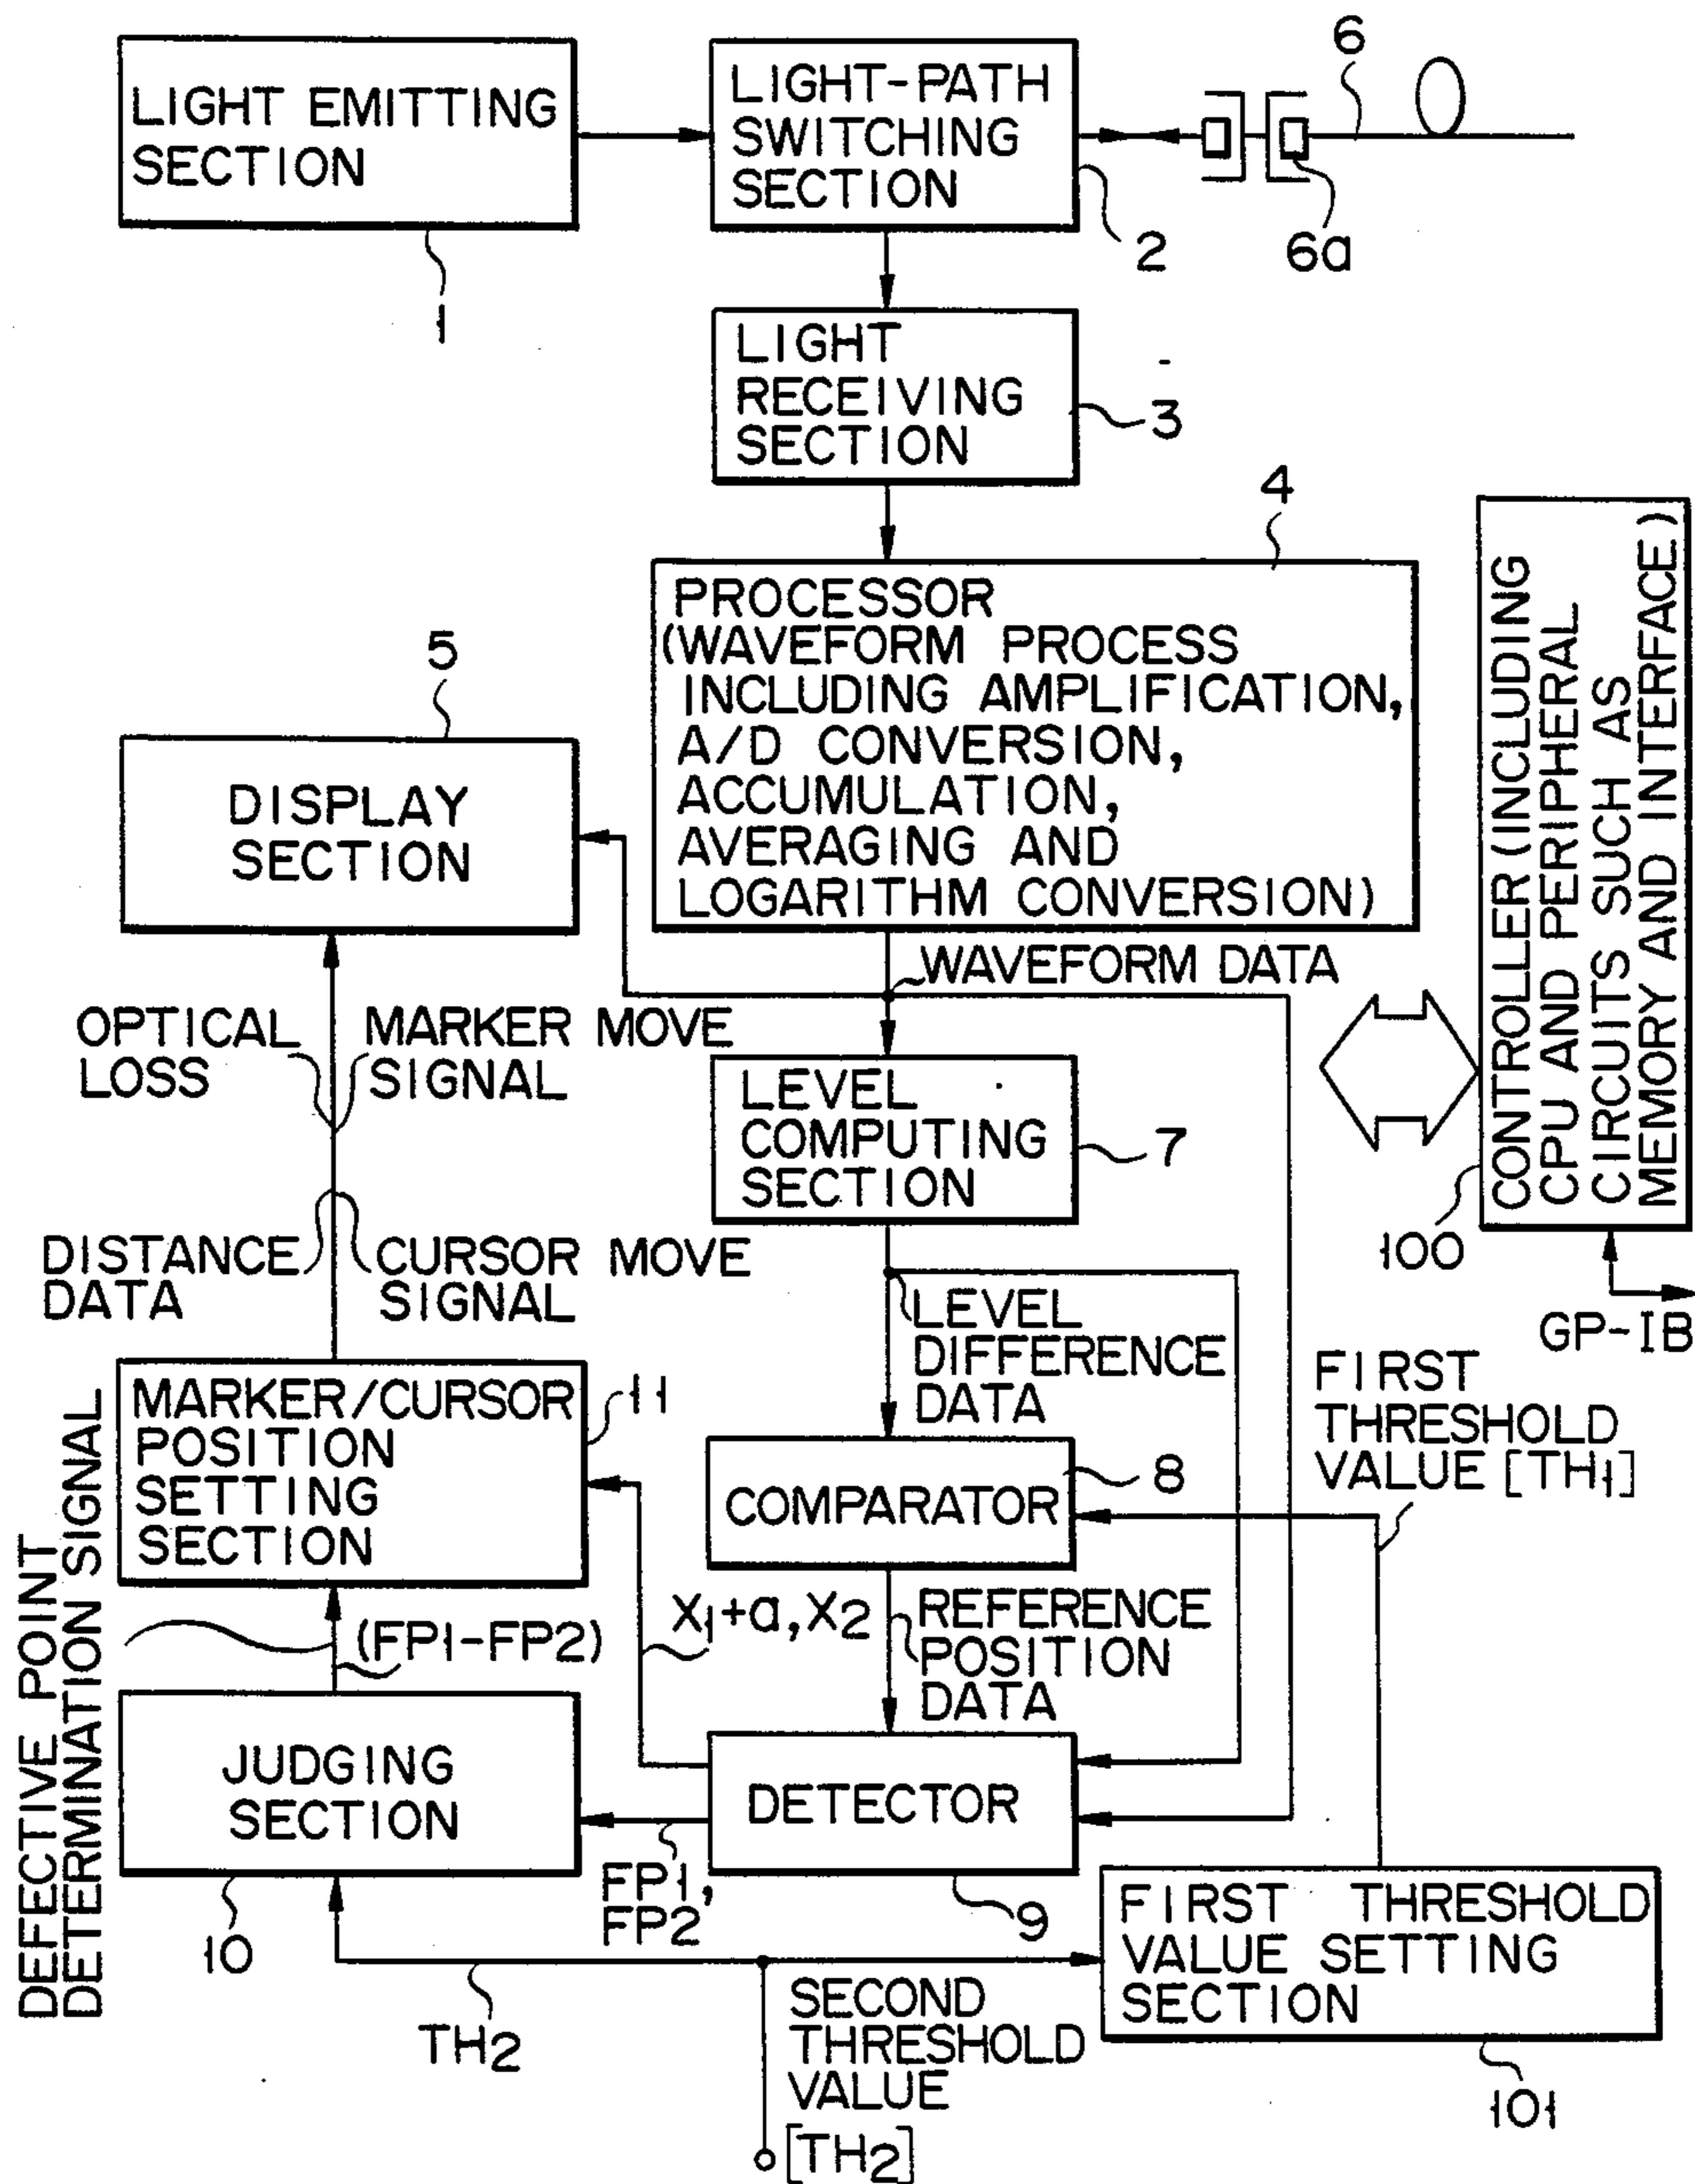 LIGHT EMITTING
SECTION
1
LIGHT-PATH
SWITCHING
SECTION
2
6
6a
LIGHT
RECEIVING
SECTION
3
4
PROCESSOR
(WAVEFORM PROCESS
INCLUDING AMPLIFICATION,
A/D CONVERSION,
ACCUMULATION,
AVERAGING AND
LOGARITHM CONVERSION)
5
DISPLAY
SECTION
CONTROLLER (INCLUDING
CPU AND PERIPHERAL
CIRCUITS SUCH AS
MEMORY AND INTERFACE)
100
GP-IB
WAVEFORM DATA
OPTICAL
LOSS
MARKER MOVE
SIGNAL
LEVEL
COMPUTING
SECTION
7
DISTANCE
DATA
CURSOR MOVE
SIGNAL
LEVEL
DIFFERENCE
DATA
FIRST
THRESHOLD
VALUE [TH1]
MARKER/CURSOR
POSITION
SETTING
SECTION
11
COMPARATOR
8
DEFECTIVE POINT
DETERMINATION SIGNAL
(FP1-FP2)
X1+a, X2
REFERENCE
POSITION
DATA
JUDGING
SECTION
10
DETECTOR
9
FP1,
FP2
FIRST THRESHOLD
VALUE SETTING
SECTION
101
TH2
SECOND
THRESHOLD
VALUE
[TH2]